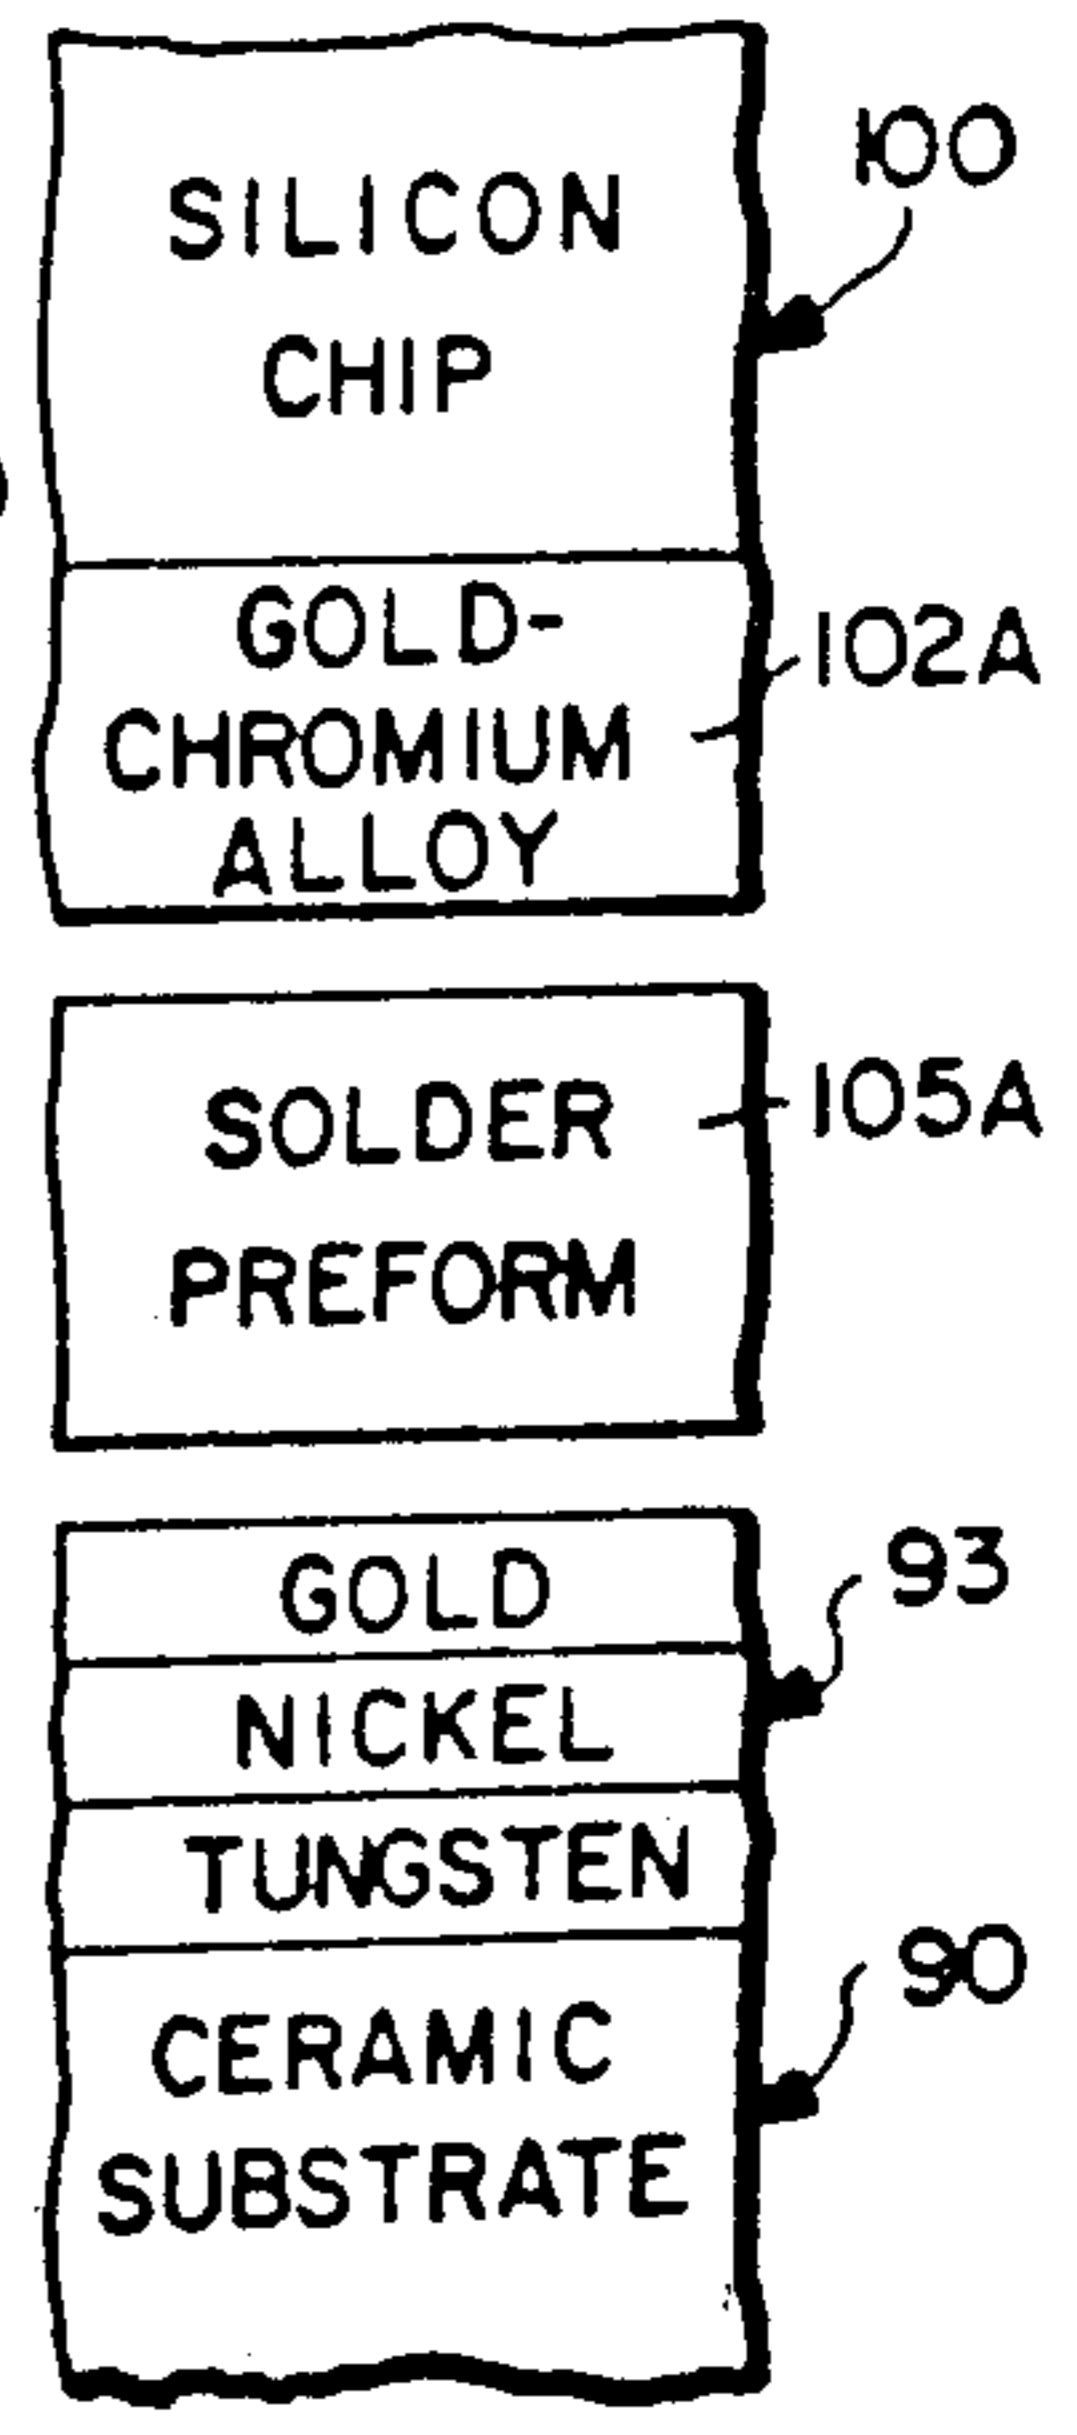 SILICON
CHIP
100
GOLD-
CHROMIUM
ALLOY
102A
SOLDER
PREFORM
105A
GOLD
93
NICKEL
TUNGSTEN
90
CERAMIC
SUBSTRATE